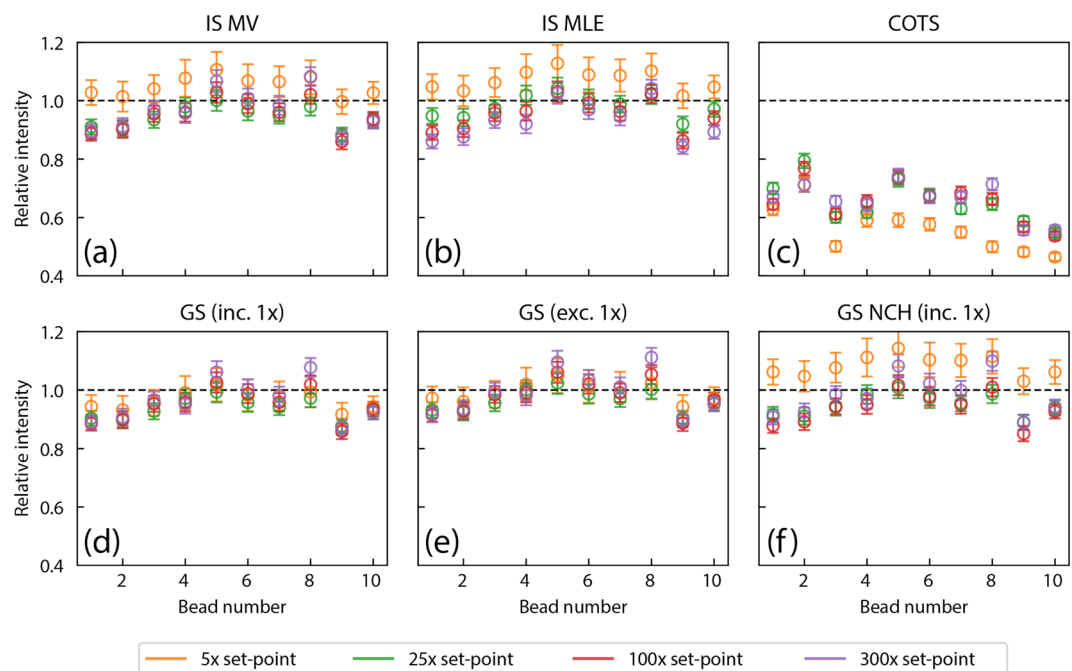 IS MV IS MLE COTS
1.2
1.0
0.8
0.6
0.4
Relative intensity
(a) (b) (c)
GS (inc. 1x) GS (exc. 1x) GS NCH (inc. 1x)
1.2
1.0
0.8
0.6
0.4
Relative intensity
(d) (e) (f)
2 4 6 8 10 2 4 6 8 10 2 4 6 8 10
Bead number Bead number Bead number
5x set-point 25x set-point 100x set-point 300x set-point